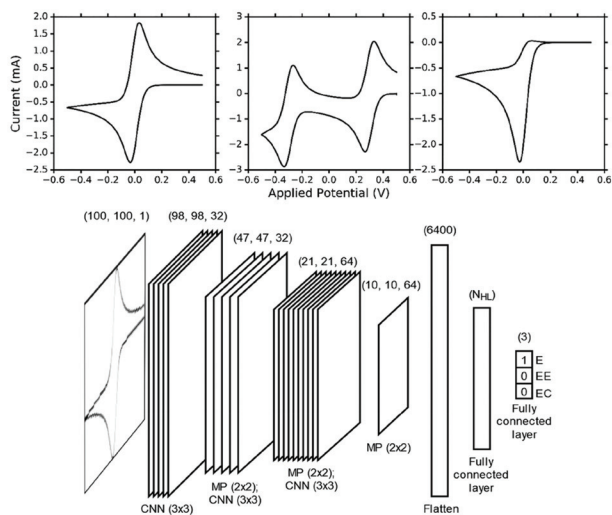 Current (mA)
2.0
1.5
1.0
0.5
0.0
-0.5
-1.0
-1.5
-2.0
-2.5
-0.6 -0.4 -0.2 0.0 0.2 0.4 0.6
3
2
1
0
-1
-2
-3
-0.6 -0.4 -0.2 0.0 0.2 0.4 0.6
0.5
0.0
-0.5
-1.0
-1.5
-2.0
-2.5
-0.6 -0.4 -0.2 0.0 0.2 0.4 0.6
Applied Potential (V)
(100, 100, 1)
(98, 98, 32)
(47, 47, 32)
(21, 21, 64)
(10, 10, 64)
(6400)
(NHL)
(3)
1 E
0 EE
0 EC
CNN (3x3)
MP (2x2);
CNN (3x3)
MP (2x2);
CNN (3x3)
MP (2x2)
Flatten
Fully
connected
layer
Fully
connected
layer